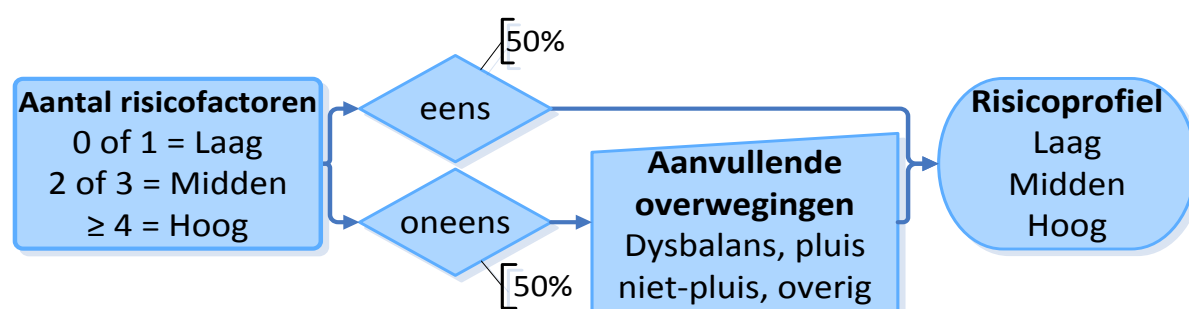 Aantal risicofactoren
0 of 1 = Laag
2 of 3 = Midden
≥ 4 = Hoog
50%
eens
oneens
50%
Aanvullende
overwegingen
Dysbalans, pluis
niet-pluis, overig
Risicoprofiel
Laag
Midden
Hoog